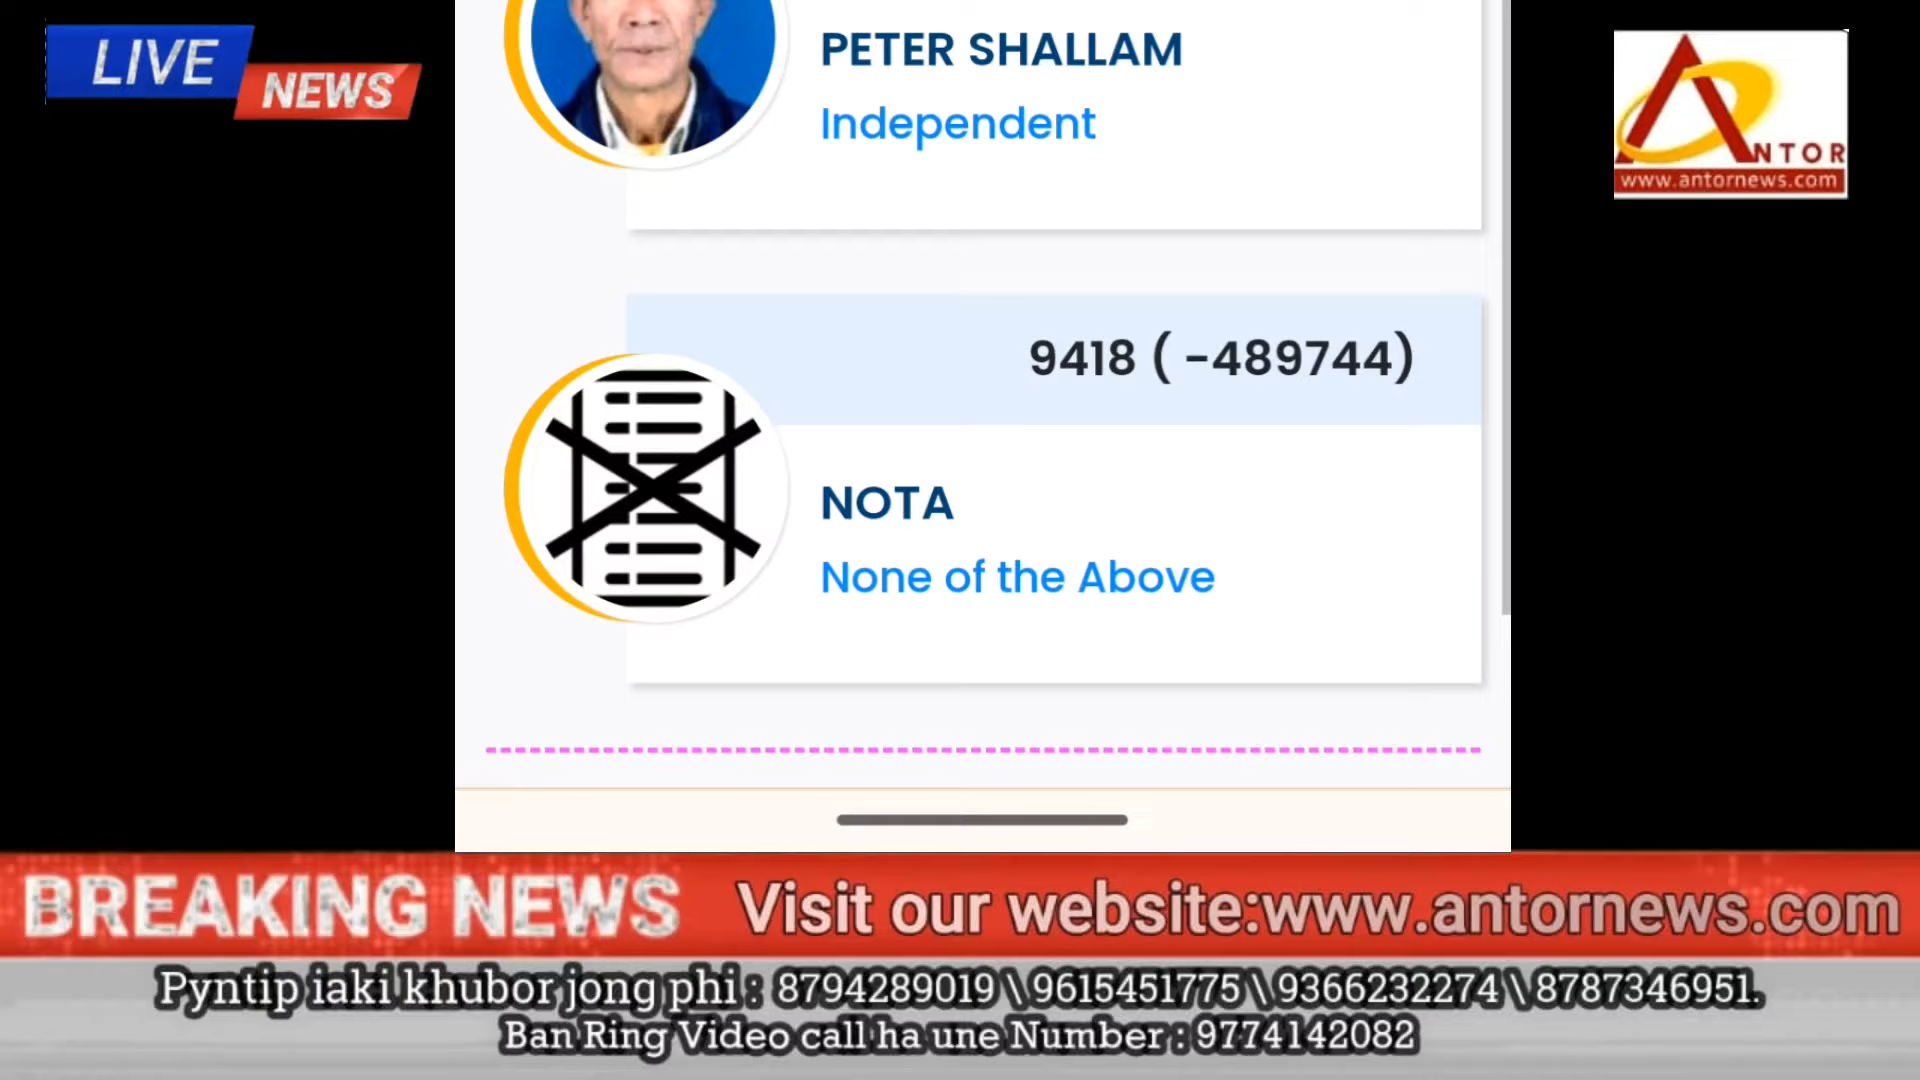 LIVE
NEWS
PETER SHALLAM
Independent
ANTOR
www.antornews.com
9418 ( -489744)
NOTA
None of the Above
BREAKING NEWS
Visit our website:www.antornews.com
Pyntip iaki khubor jong phi : 8794289019 \ 9615451775 \ 9366232274 \ 8787346951.
Ban Ring Video call ha une Number : 9774142082